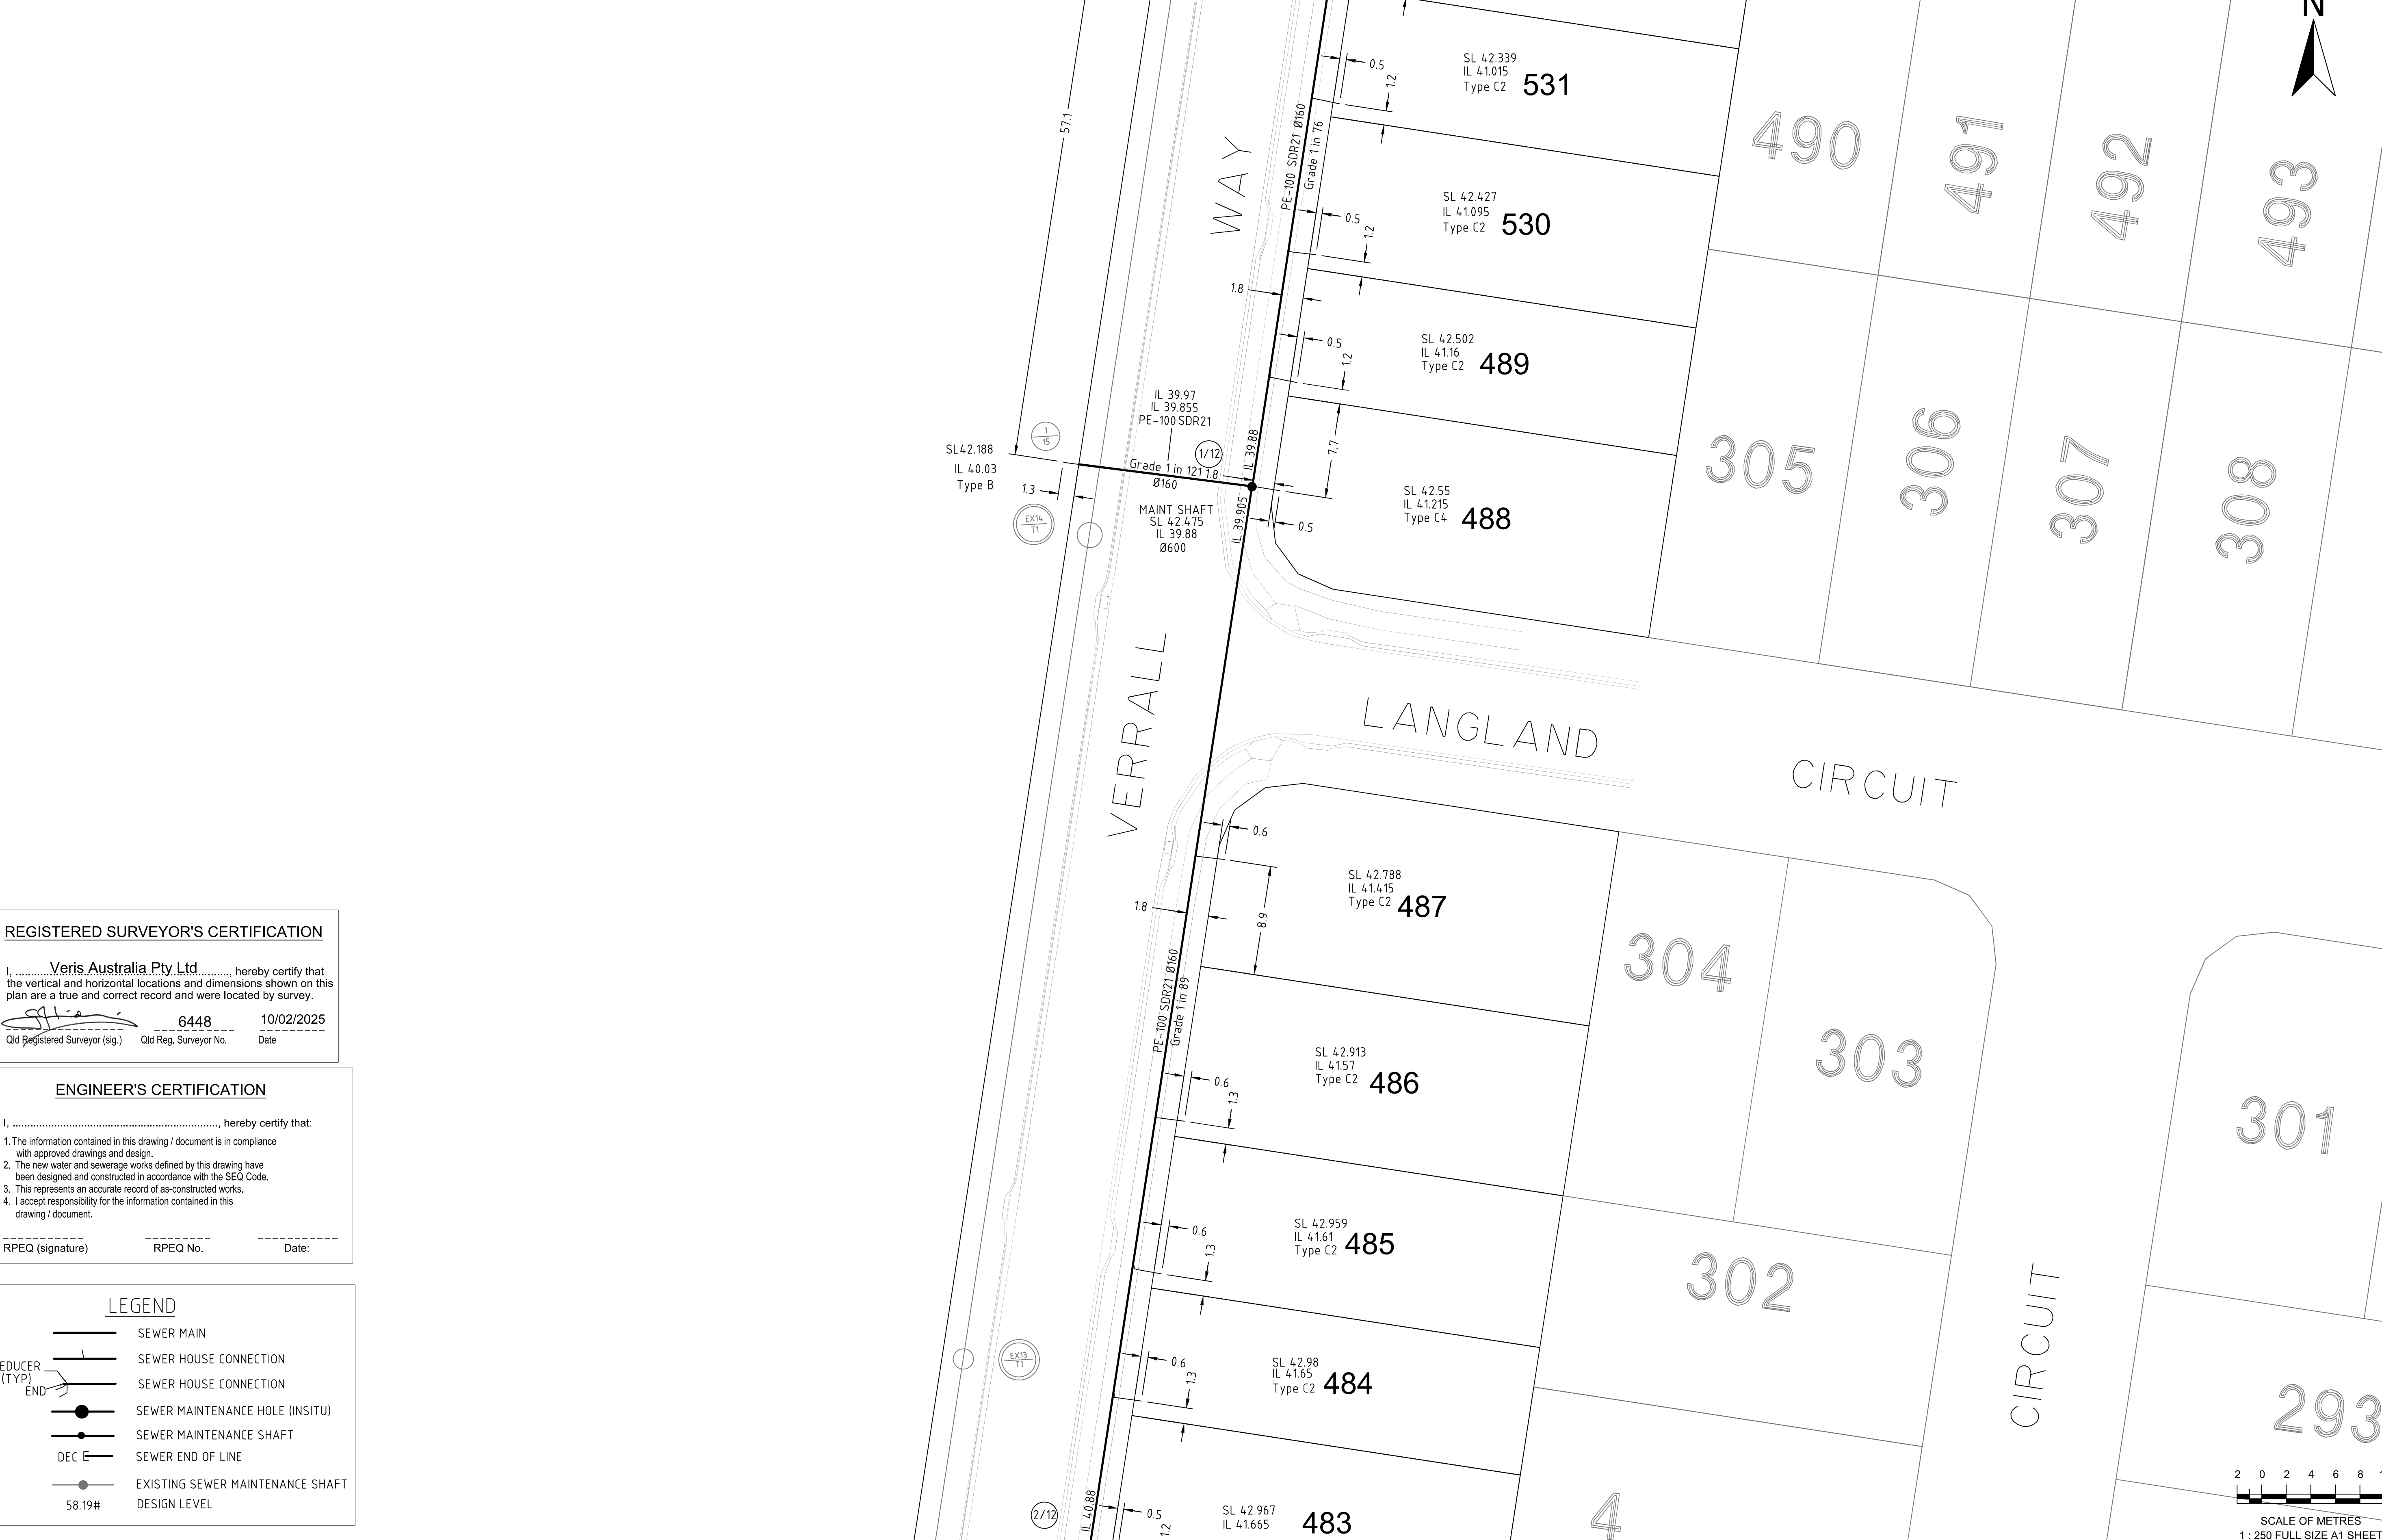 N
57.1
0.5
1.2
SL 42.339
IL 41.015
Type C2
531
PE-100 SDR21 Ø160
Grade 1 in 76
WAY
490
491
492
493
0.5
1.2
SL 42.427
IL 41.095
Type C2
530
1.8
0.5
1.2
SL 42.502
IL 41.16
Type C2
489
IL 39.97
IL 39.855
PE-100 SDR21
1
15
1/12
IL 39.88
SL42.188
IL 40.03
Type B
1.3
Grade 1 in 121
1.8
Ø160
7.7
305
306
307
308
EX14
T1
MAINT SHAFT
SL 42.475
IL 39.88
Ø600
IL 39.905
0.5
SL 42.55
IL 41.215
Type C4
488
VERRALL
LANGLAND
CIRCUIT
0.6
SL 42.788
IL 41.415
Type C2
487
1.8
8.9
304
303
PE-100 SDR21 Ø160
Grade 1 in 89
0.6
1.3
SL 42.913
IL 41.57
Type C2
486
301
0.6
1.3
SL 42.959
IL 41.61
Type C2
485
302
CIRCUIT
EX13
T1
0.6
1.3
SL 42.98
IL 41.65
Type C2
484
293
2/12
IL 40.88
0.5
1.2
SL 42.967
IL 41.665
483
4
REGISTERED SURVEYOR'S CERTIFICATION
I, Veris Australia Pty Ltd, hereby certify that
the vertical and horizontal locations and dimensions shown on this
plan are a true and correct record and were located by survey.
6448
10/02/2025
Qld Registered Surveyor (sig.)
Qld Reg. Surveyor No.
Date
ENGINEER'S CERTIFICATION
I, ................................................................., hereby certify that:
1. The information contained in this drawing / document is in compliance
with approved drawings and design.
2. The new water and sewerage works defined by this drawing have
been designed and constructed in accordance with the SEQ Code.
3. This represents an accurate record of as-constructed works.
4. I accept responsibility for the information contained in this
drawing / document.
RPEQ (signature)
RPEQ No.
Date:
LEGEND
SEWER MAIN
SEWER HOUSE CONNECTION
EDUCER
(TYP)
END
SEWER HOUSE CONNECTION
SEWER MAINTENANCE HOLE (INSITU)
SEWER MAINTENANCE SHAFT
DEC E
SEWER END OF LINE
EXISTING SEWER MAINTENANCE SHAFT
58.19#
DESIGN LEVEL
2 0 2 4 6 8
SCALE OF METRES
1 : 250 FULL SIZE A1 SHEET